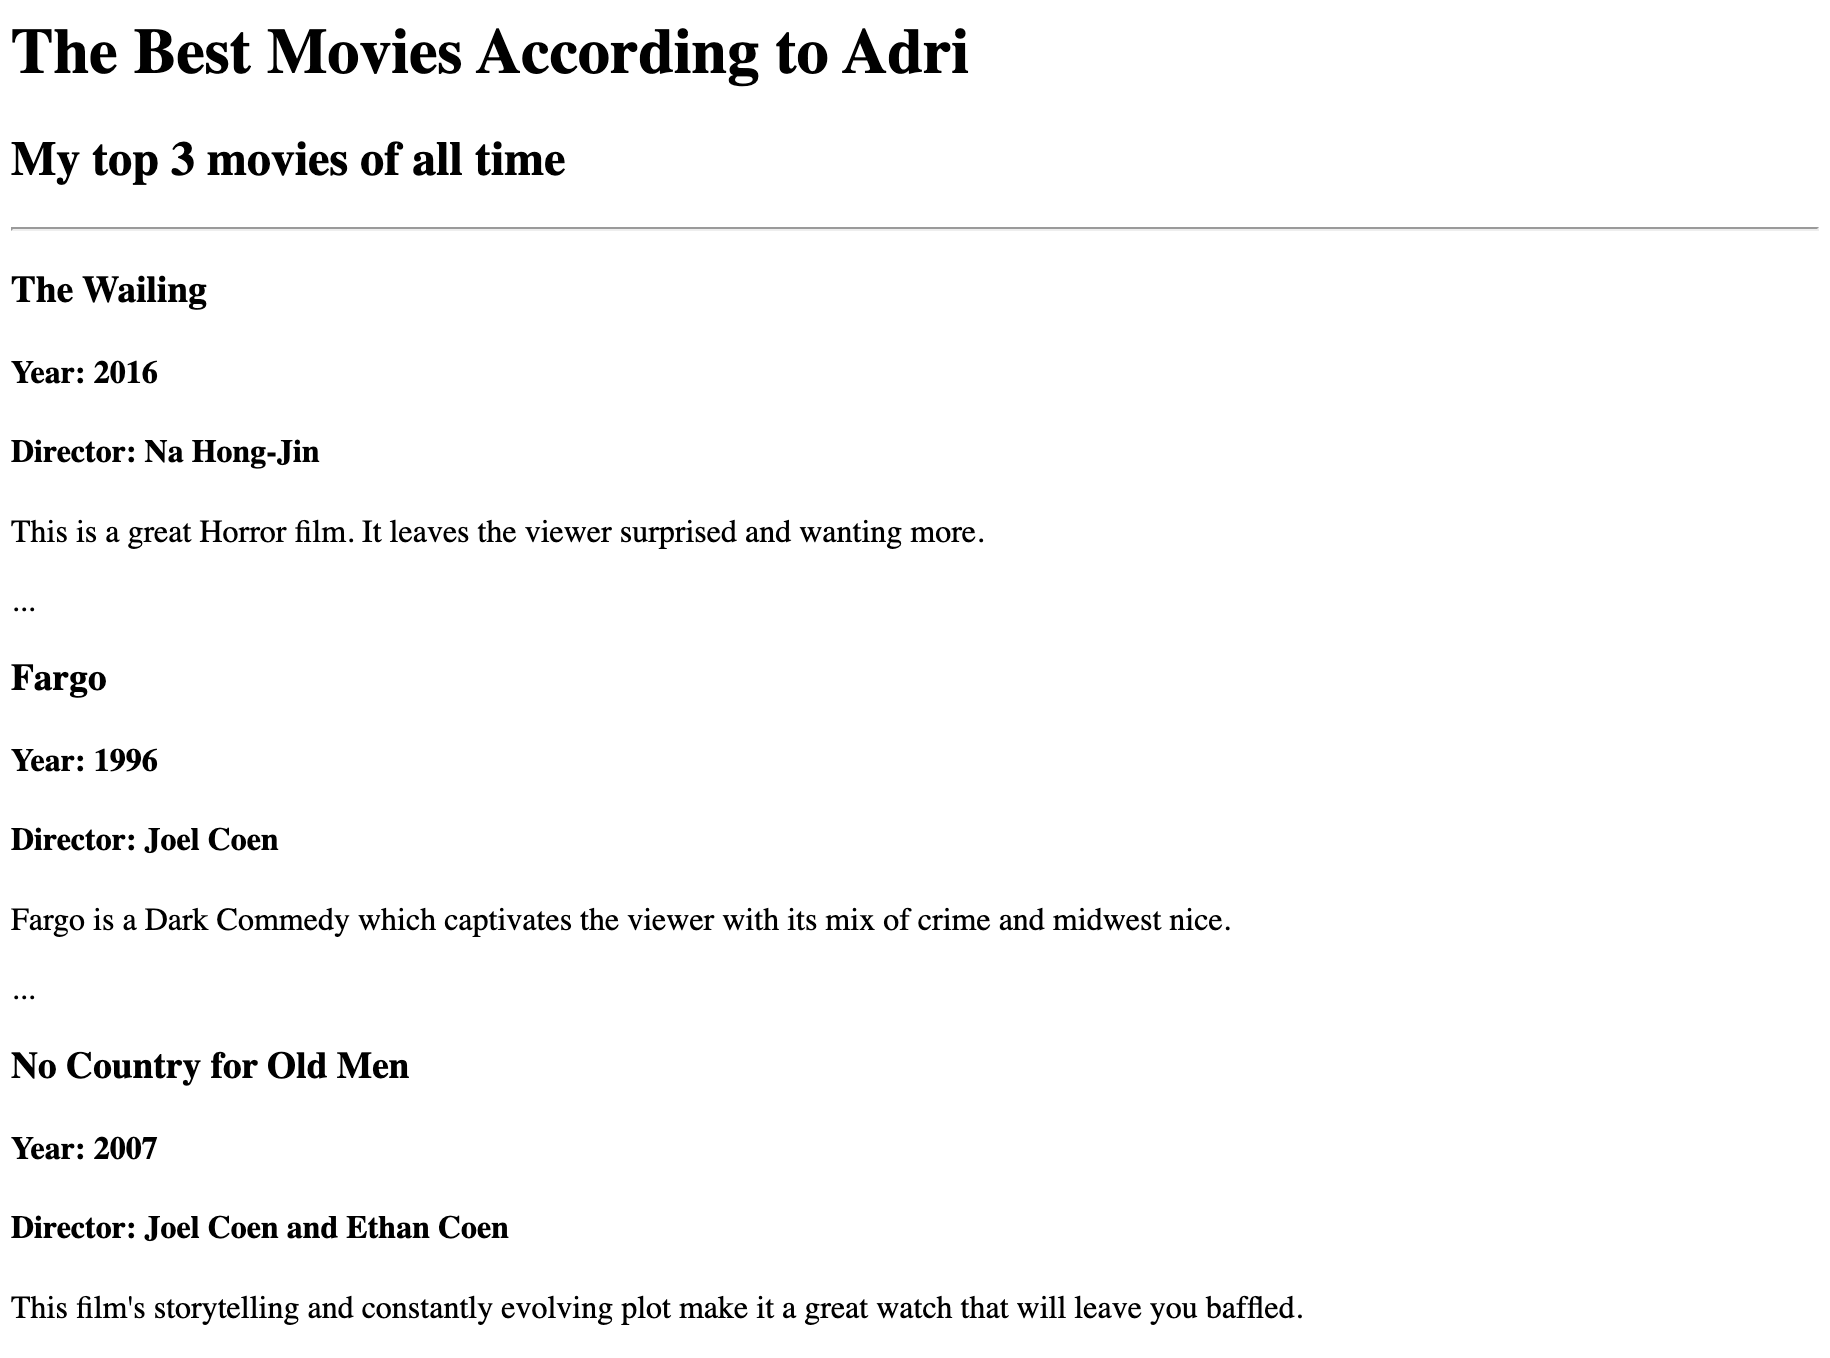 The Best Movies According to Adri
My top 3 movies of all time
The Wailing
Year: 2016
Director: Na Hong-Jin
This is a great Horror film. It leaves the viewer surprised and wanting more.
...
Fargo
Year: 1996
Director: Joel Coen
Fargo is a Dark Commedy which captivates the viewer with its mix of crime and midwest nice.
...
No Country for Old Men
Year: 2007
Director: Joel Coen and Ethan Coen
This film's storytelling and constantly evolving plot make it a great watch that will leave you baffled.